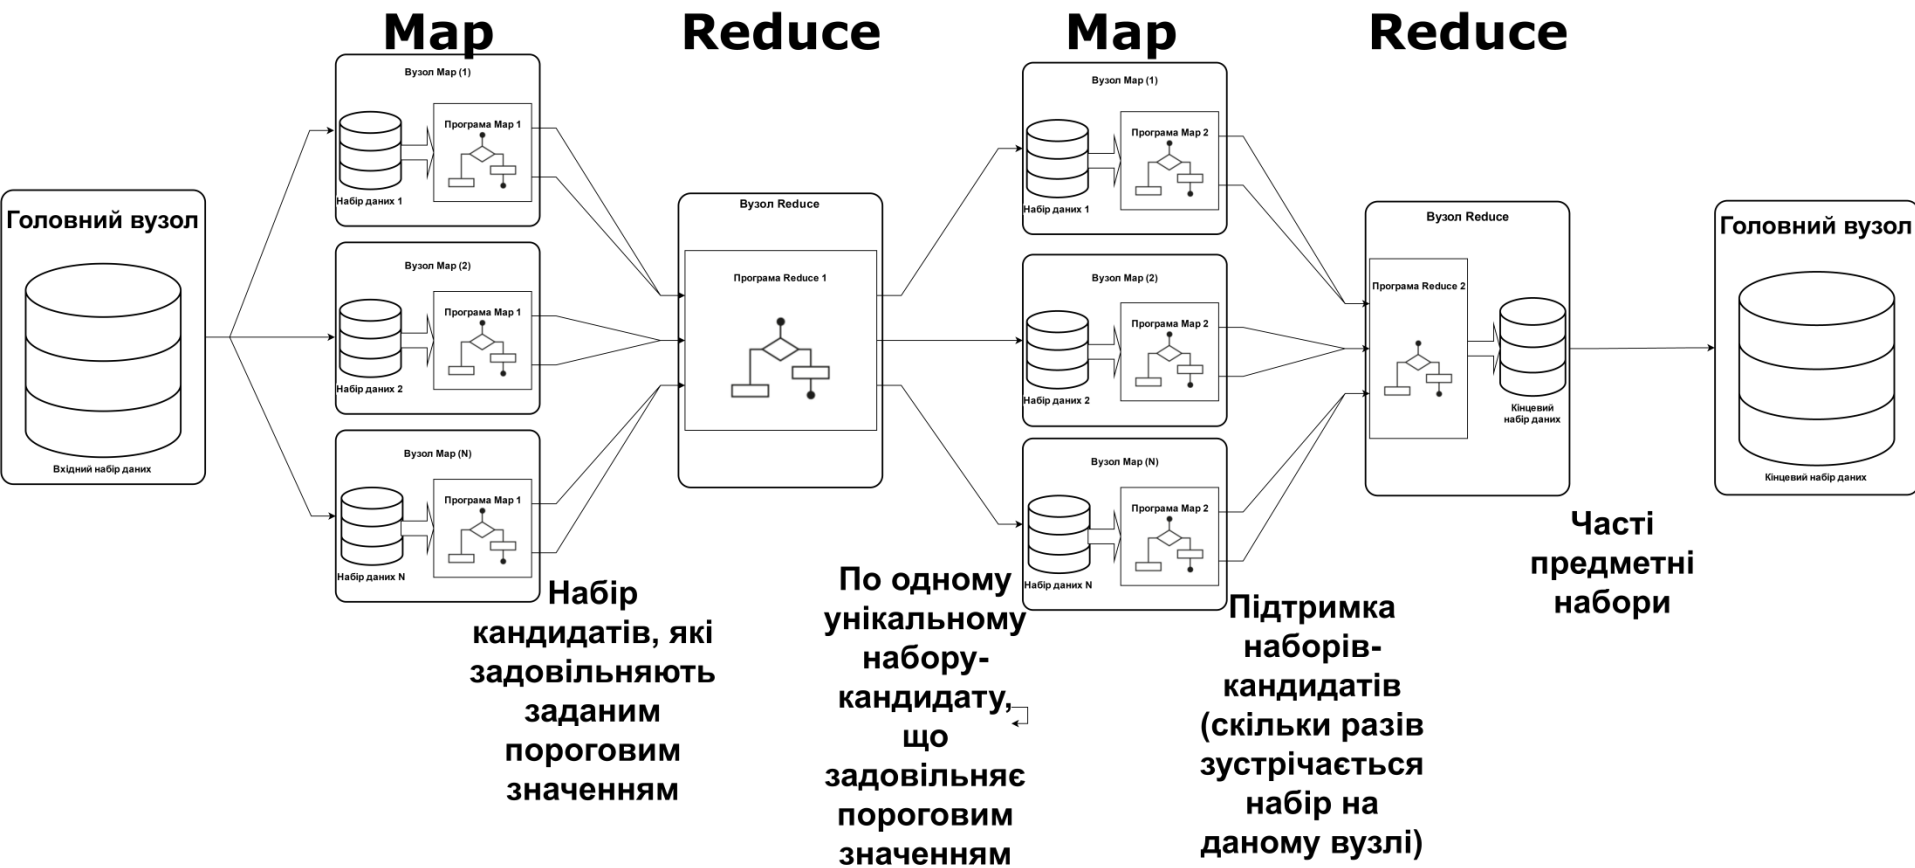 Map
Reduce
Map
Reduce
Головний вузол
Вхідний набір даних
Вузол Map (1)
Програма Map 1
Набір даних 1
Вузол Map (2)
Програма Map 1
Набір даних 2
Вузол Map (N)
Програма Map 1
Набір даних N
Набір
кандидатів, які
задовільняють
заданим
пороговим
значенням
Вузол Reduce
Програма Reduce 1
По одному
унікальному
набору-
кандидату,
що
задовільняє
пороговим
значенням
Вузол Map (1)
Програма Map 2
Набір даних 1
Вузол Map (2)
Програма Map 2
Набір даних 2
Вузол Map (N)
Програма Map 2
Набір даних N
Підтримка
наборів-
кандидатів
(скільки разів
зустрічається
набір на
даному вузлі)
Вузол Reduce
Програма Reduce 2
Кінцевий
набір даних
Часті
предметні
набори
Головний вузол
Кінцевий набір даних